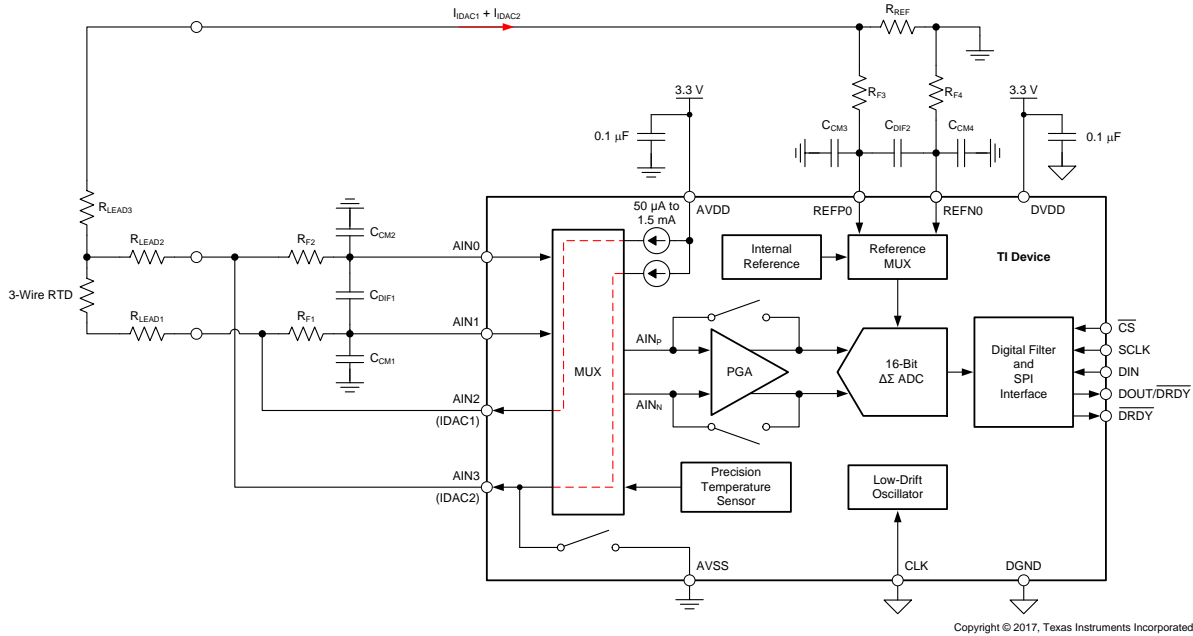 IIDAC1 + IIDAC2
RREF
RF3
RF4
3.3 V
3.3 V
0.1 µF
CCM3
CDIF2
CCM4
0.1 µF
RLEAD3
50 µA to
1.5 mA
AVDD
REFP0
REFN0
DVDD
RLEAD2
RF2
CCM2
AIN0
Internal
Reference
Reference
MUX
TI Device
3-Wire RTD
CDIF1
RLEAD1
RF1
AIN1
CCM1
MUX
AINP
AINN
PGA
16-Bit
ΔΣ ADC
Digital Filter
and
SPI
Interface
CS
SCLK
DIN
DOUT/DRDY
DRDY
AIN2
(IDAC1)
AIN3
(IDAC2)
Precision
Temperature
Sensor
Low-Drift
Oscillator
AVSS
CLK
DGND
Copyright © 2017, Texas Instruments Incorporated